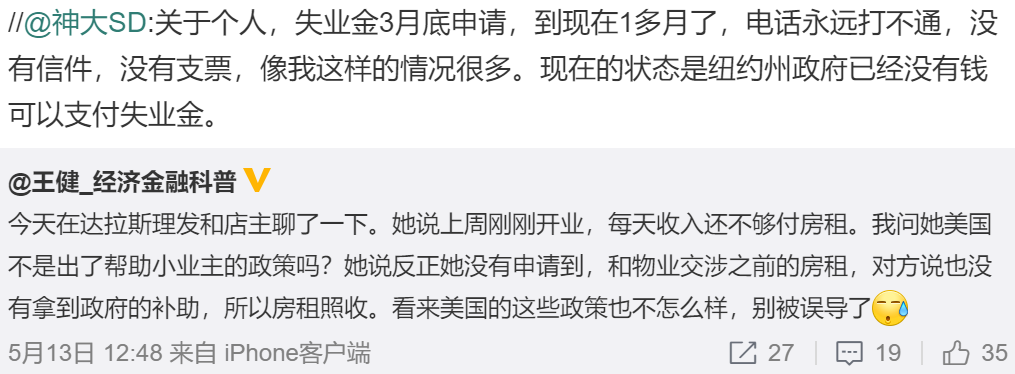 //@神大SD:关于个人，失业金3月底申请，到现在1多月了，电话永远打不通，没
有信件，没有支票，像我这样的情况很多。现在的状态是纽约州政府已经没有钱
可以支付失业金。
@王健_经济金融科普
今天在达拉斯理发和店主聊了一下。她说上周刚刚开业，每天收入还不够付房租。我问她美国
不是出了帮助小业主的政策吗？她说反正她没有申请到，和物业交涉之前的房租，对方说也没
有拿到政府的补助，所以房租照收。看来美国的这些政策也不怎么样，别被误导了
5月13日 12:48 来自 iPhone客户端 27 19 35